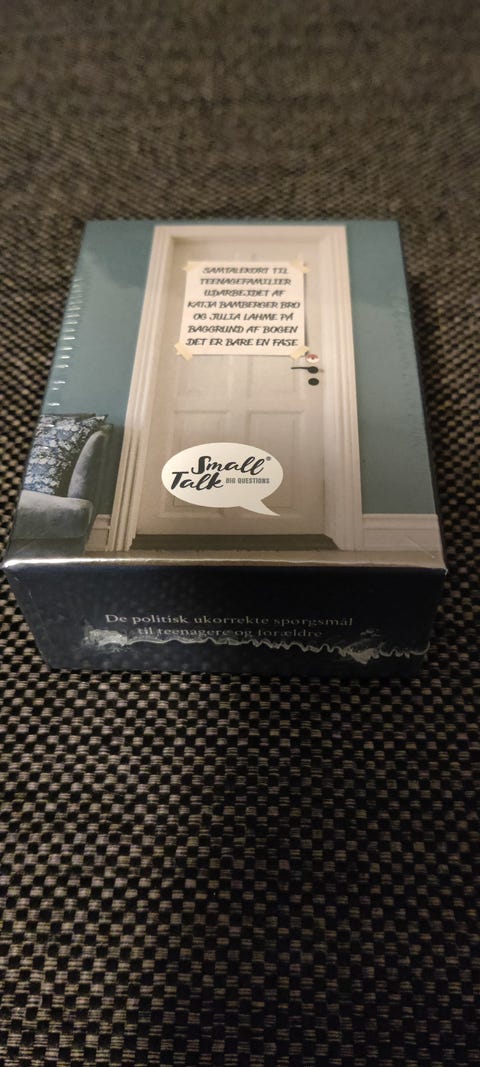 SAMTALEKORT TIL
TEENAGEFAMILIER
UDARBEJDET AF
KATJA BAMBERGER BRO
OG JULIA LAHME PÅ
BAGGRUND AF BOGEN
DET ER BARE EN FASE
Small®
Talk BIG QUESTIONS
De politisk ukorrekte spørgsmål
til teenagere og forældre